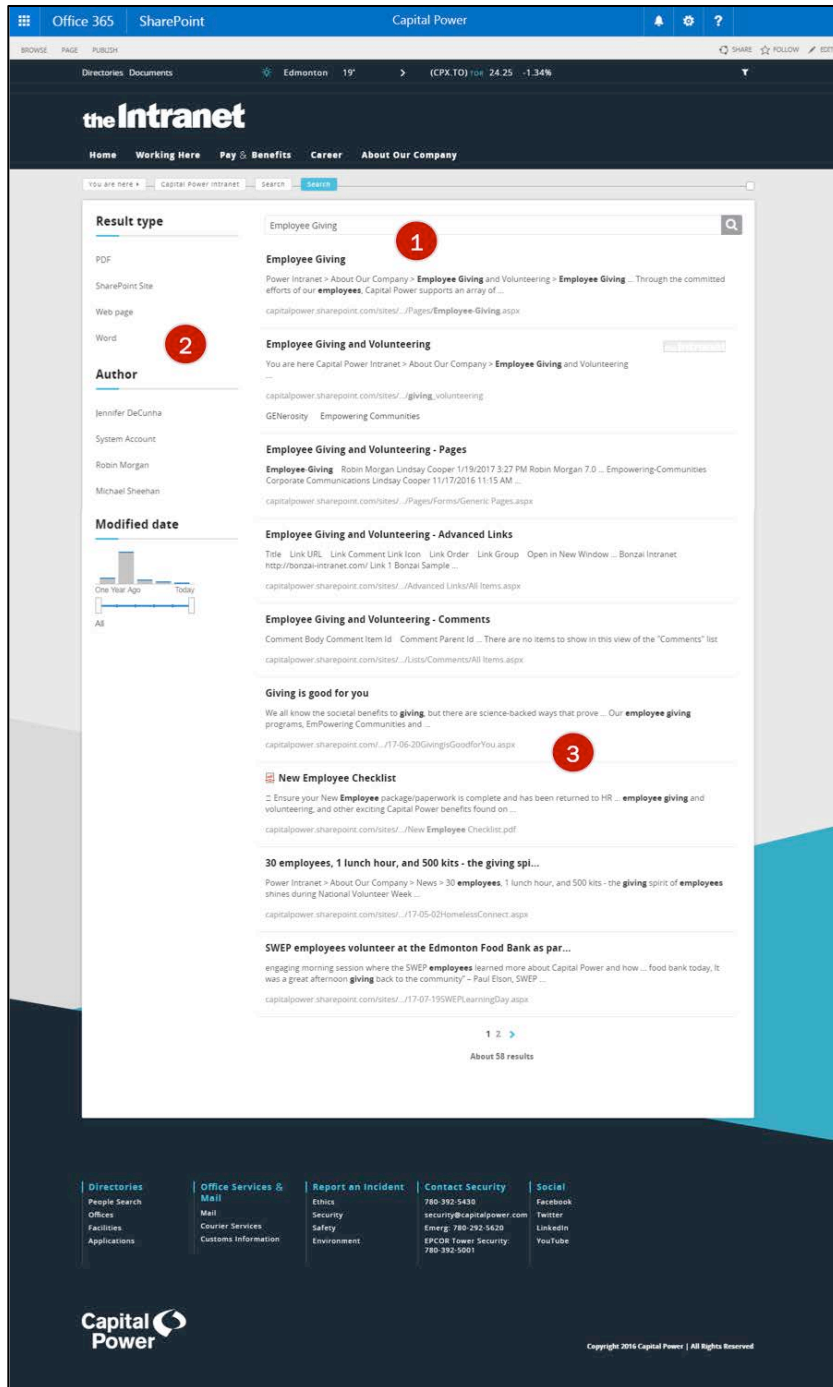 Office 365 SharePoint Capital Power ?
BROWSE PAGE PUBLISH SHARE FOLLOW EDIT
Directories Documents Edmonton 19° > (CPX.TO) TOR 24.25 -1.34%
the Intranet
Home Working Here Pay & Benefits Career About Our Company
You are here Capital Power Intranet Search Search
Result type
PDF
SharePoint Site
Web page
Word
2
Author
Jennifer DeCunha
System Account
Robin Morgan
Michael Sheehan
Modified date
One Year Ago Today
All
Employee Giving
1
Employee Giving
Power Intranet > About Our Company > Employee Giving and Volunteering > Employee Giving ... Through the committed
efforts of our employees, Capital Power supports an array of ...
capitalpower.sharepoint.com/sites/.../Pages/Employee-Giving.aspx
Employee Giving and Volunteering
You are here Capital Power Intranet > About Our Company > Employee Giving and Volunteering
...
capitalpower.sharepoint.com/sites/.../giving_volunteering
GENerosity Empowering Communities
Employee Giving and Volunteering - Pages
Employee-Giving Robin Morgan Lindsay Cooper 1/19/2017 3:27 PM Robin Morgan 7.0 ... Empowering-Communities
Corporate Communications Lindsay Cooper 11/17/2016 11:15 AM ...
capitalpower.sharepoint.com/sites/.../Pages/Forms/Generic Pages.aspx
Employee Giving and Volunteering - Advanced Links
Title Link URL Link Comment Link Icon Link Order Link Group Open in New Window ... Bonzai Intranet
http://bonzai-intranet.com/ Link 1 Bonzai Sample ...
capitalpower.sharepoint.com/sites/.../Advanced Links/All Items.aspx
Employee Giving and Volunteering - Comments
Comment Body Comment Item Id Comment Parent Id ... There are no items to show in this view of the "Comments" list
capitalpower.sharepoint.com/sites/.../Lists/Comments/All Items.aspx
Giving is good for you
We all know the societal benefits to giving, but there are science-backed ways that prove ... Our employee giving
programs, EmPowering Communities and ...
capitalpower.sharepoint.com/.../17-06-20GivingisGoodforYou.aspx
3
New Employee Checklist
:: Ensure your New Employee package/paperwork is complete and has been returned to HR ... employee giving and
volunteering, and other exciting Capital Power benefits found on ...
capitalpower.sharepoint.com/sites/.../New Employee Checklist.pdf
30 employees, 1 lunch hour, and 500 kits - the giving spi...
Power Intranet > About Our Company > News > 30 employees, 1 lunch hour, and 500 kits - the giving spirit of employees
shines during National Volunteer Week ...
capitalpower.sharepoint.com/sites/.../17-05-02HomelessConnect.aspx
SWEP employees volunteer at the Edmonton Food Bank as par...
engaging morning session where the SWEP employees learned more about Capital Power and how ... food bank today, It
was a great afternoon giving back to the community" – Paul Elson, SWEP ...
capitalpower.sharepoint.com/sites/.../17-07-19SWEPLearningDay.aspx
1 2 >
About 58 results
Directories
People Search
Offices
Facilities
Applications
Office Services &
Mail
Mail
Courier Services
Customs Information
Report an Incident
Ethics
Security
Safety
Environment
Contact Security
780-392-5430
security@capitalpower.com
Emerg: 780-292-5620
EPCOR Tower Security:
780-392-5001
Social
Facebook
Twitter
LinkedIn
YouTube
Capital
Power
Copyright 2016 Capital Power | All Rights Reserved